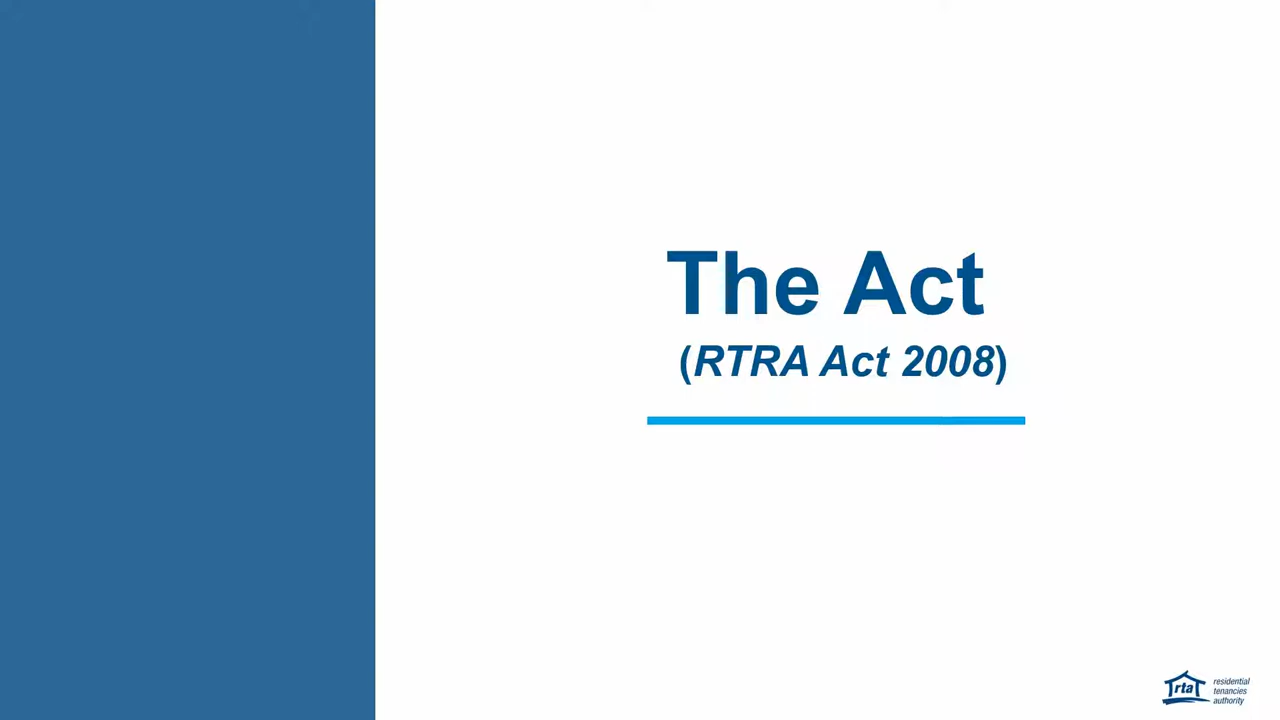 The Act
(RTRA Act 2008)
rta
residential
tenancies
authority